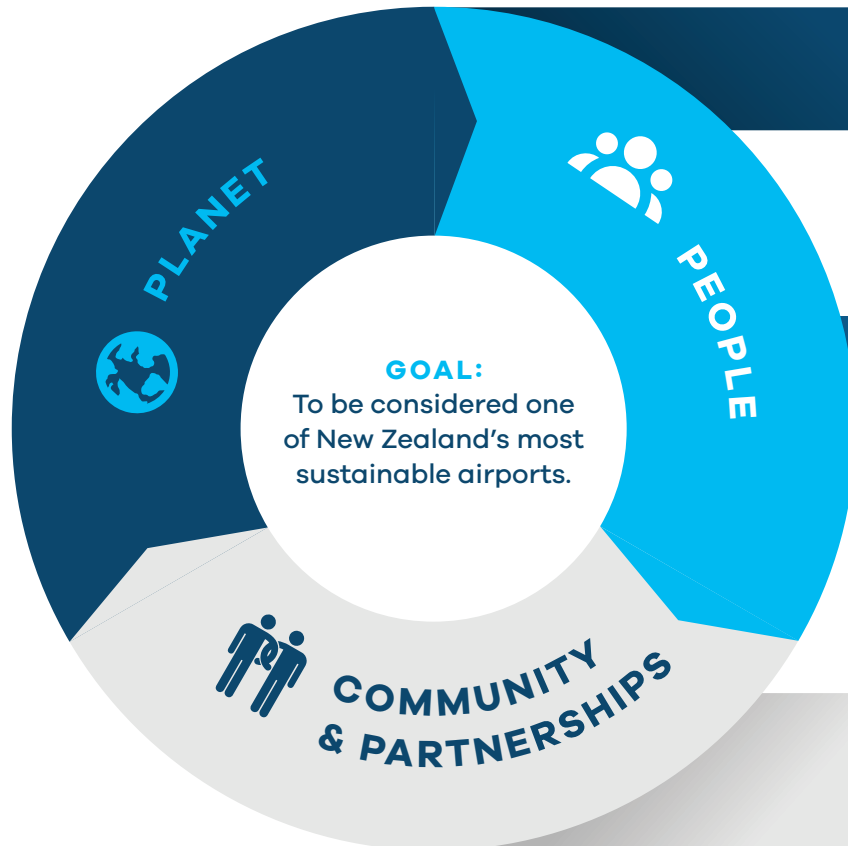 PLANET
PEOPLE
GOAL:
To be considered one
of New Zealand’s most
sustainable airports.
COMMUNITY
& PARTNERSHIPS